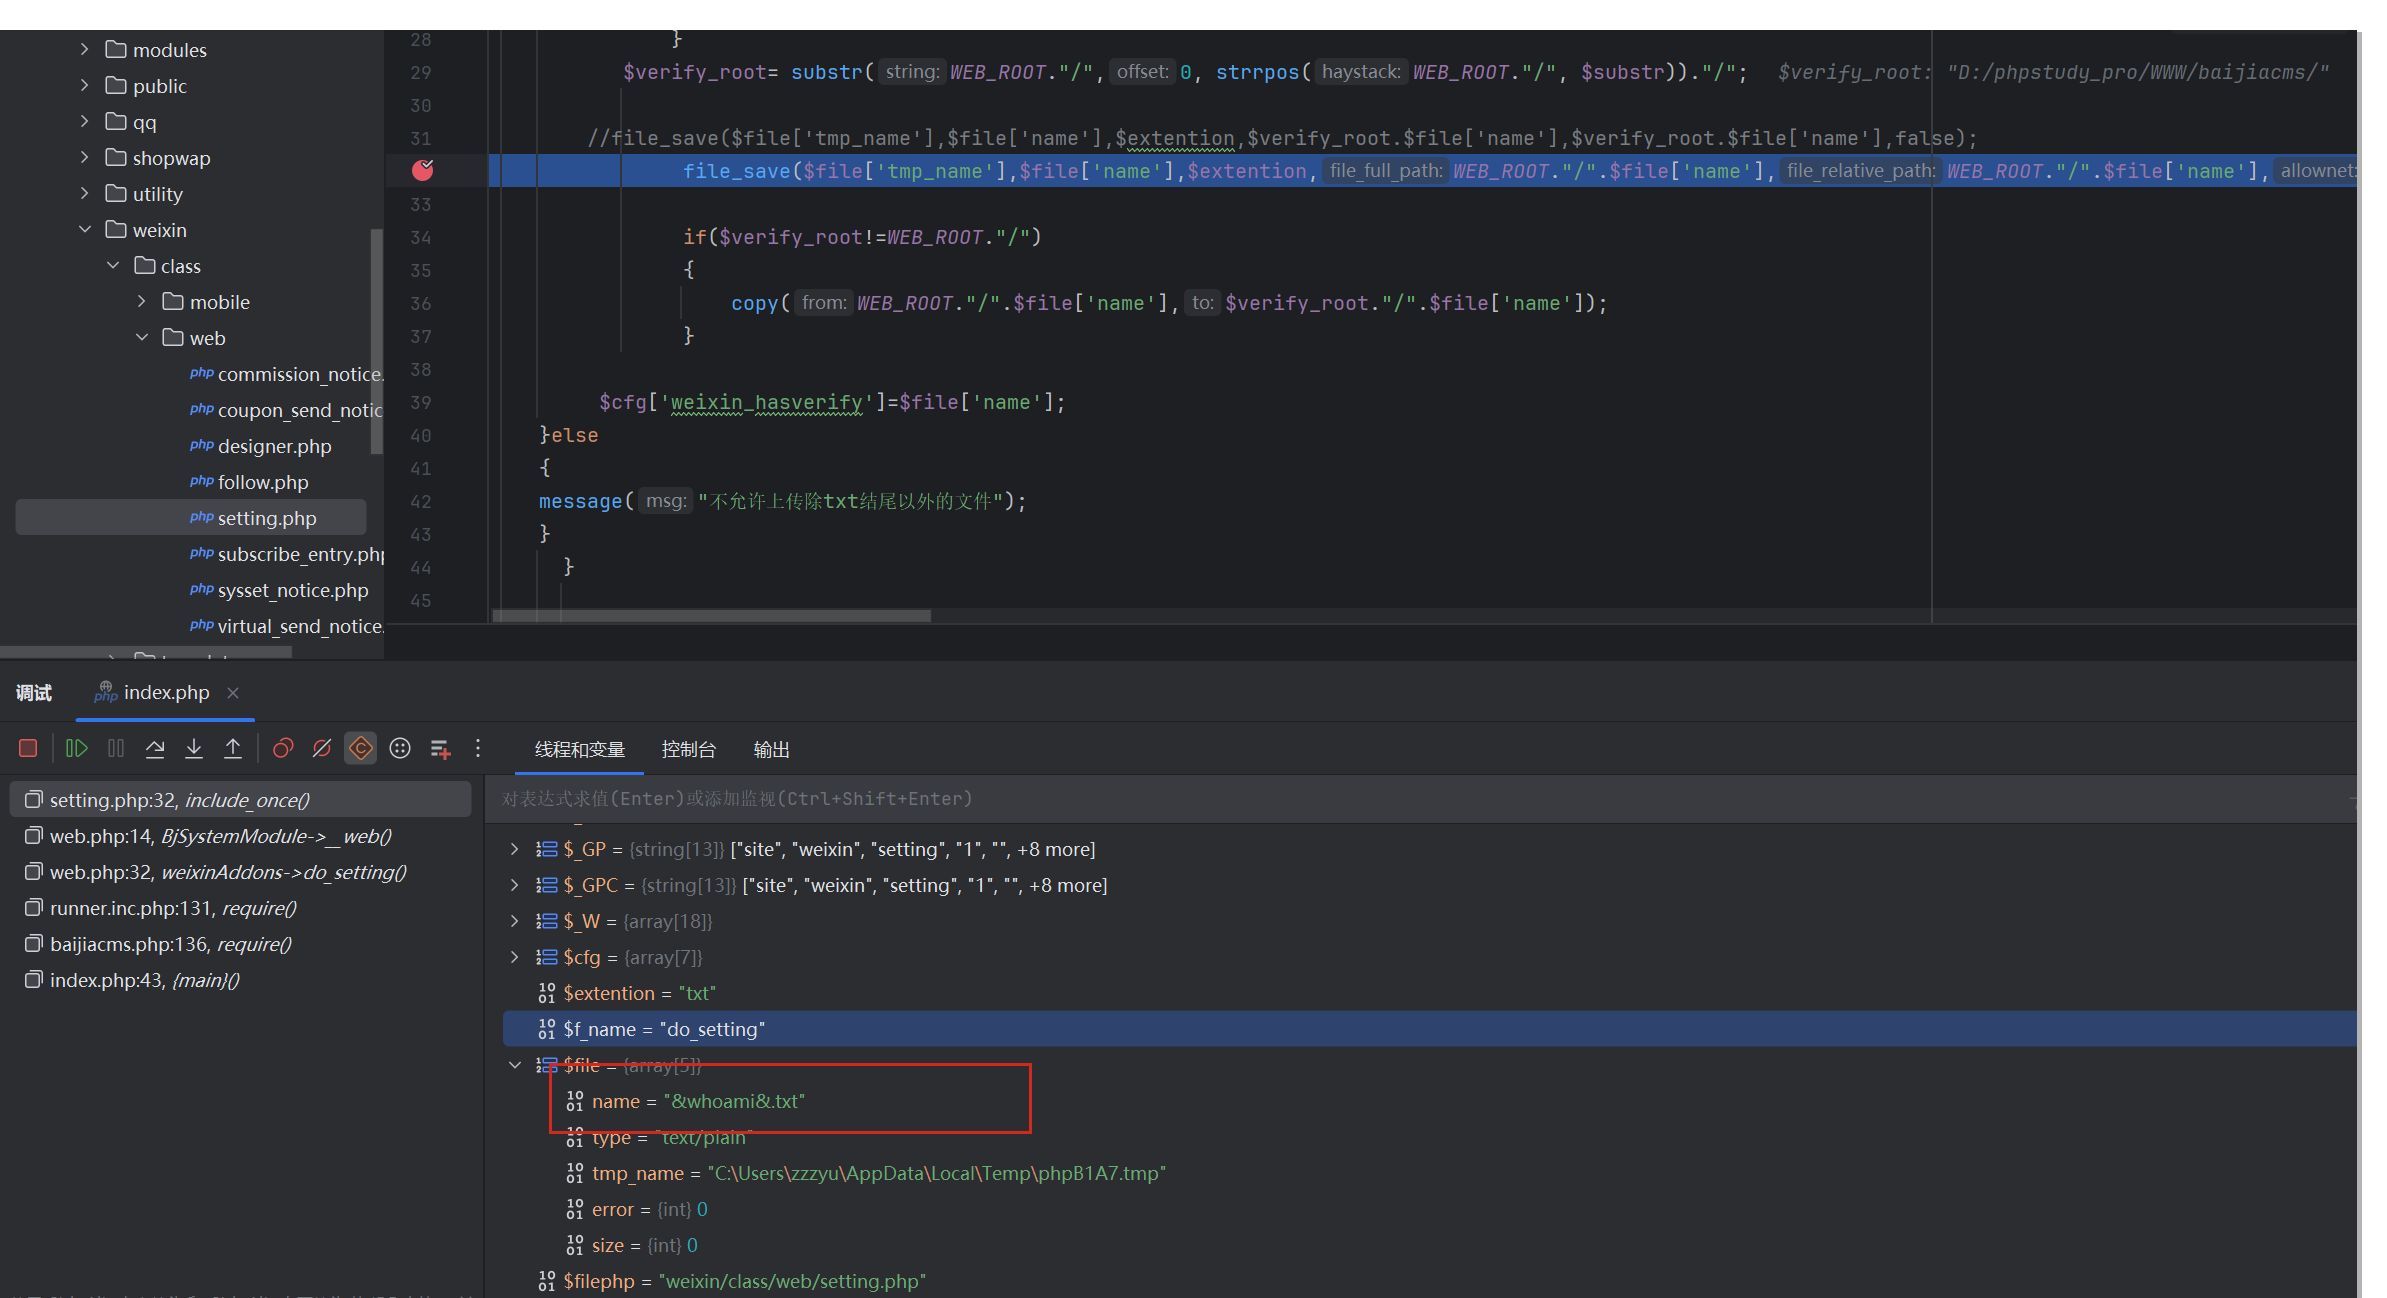 modules
public
qq
shopwap
utility
weixin
class
mobile
web
php commission_notice.
php coupon_send_notic
php designer.php
php follow.php
php setting.php
php subscribe_entry.php
php sysset_notice.php
php virtual_send_notice.
28 }
29 $verify_root= substr( string: WEB_ROOT."/", offset: 0, strrpos( haystack: WEB_ROOT."/", $substr))."/"; $verify_root: "D:/phpstudy_pro/WWW/baijiacms/"
30
31 //file_save($file['tmp_name'],$file['name'],$extention,$verify_root.$file['name'],$verify_root.$file['name'],false);
file_save($file['tmp_name'],$file['name'],$extention, file_full_path: WEB_ROOT."/".$file['name'], file_relative_path: WEB_ROOT."/".$file['name'], allownet:
33
34 if($verify_root!=WEB_ROOT."/")
35 {
36 copy( from: WEB_ROOT."/".$file['name'], to: $verify_root."/".$file['name']);
37 }
38
39 $cfg['weixin_hasverify']=$file['name'];
40 }else
41 {
42 message( msg: "不允许上传除txt结尾以外的文件");
43 }
44 }
45
调试 php index.php ×
线程和变量 控制台 输出
setting.php:32, include_once()
web.php:14, BjSystemModule->__web()
web.php:32, weixinAddons->do_setting()
runner.inc.php:131, require()
baijiacms.php:136, require()
index.php:43, {main}()
对表达式求值(Enter)或添加监视(Ctrl+Shift+Enter)
$_GP = {string[13]} ["site", "weixin", "setting", "1", "", +8 more]
$_GPC = {string[13]} ["site", "weixin", "setting", "1", "", +8 more]
$_W = {array[18]}
$cfg = {array[7]}
$extention = "txt"
$f_name = "do_setting"
$file = {array[5]}
name = "&whoami&.txt"
type = "text/plain"
tmp_name = "C:\Users\zzzyu\AppData\Local\Temp\phpB1A7.tmp"
error = {int} 0
size = {int} 0
$filephp = "weixin/class/web/setting.php"